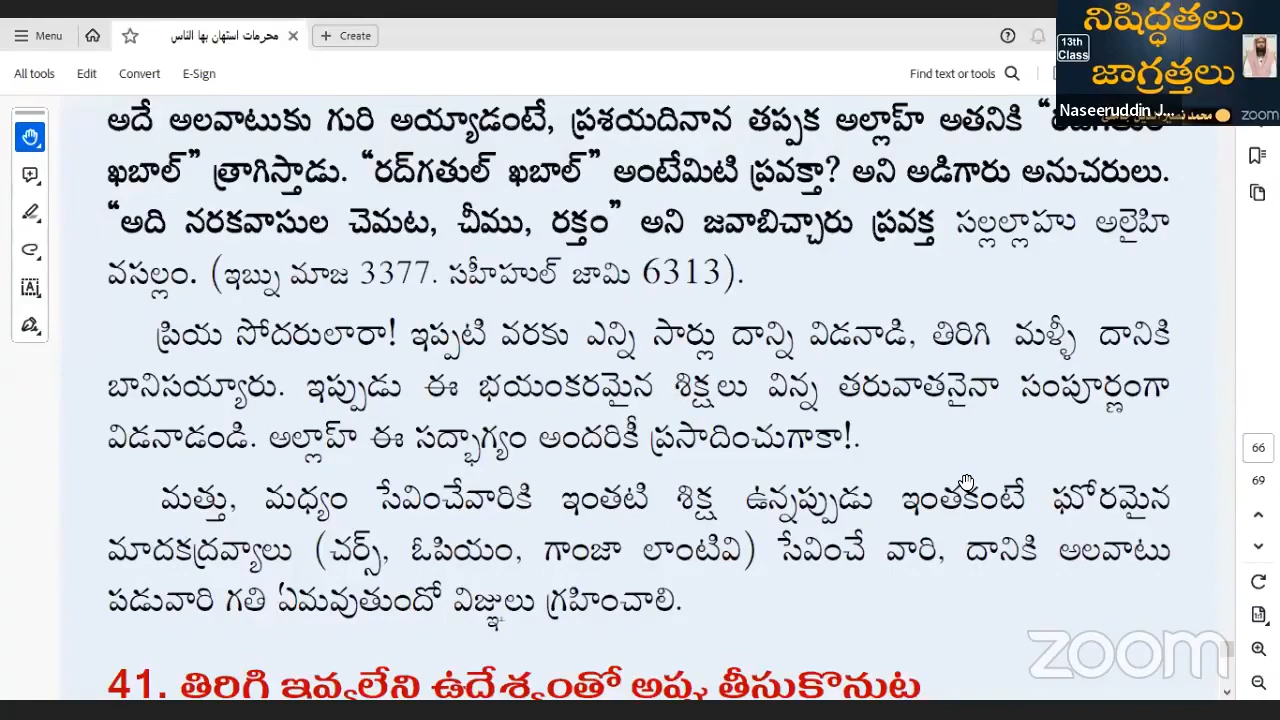 Menu
محرمات استهان بها الناس
Create
నిషిద్ధతలు
13th
Class
జాగ్రత్తలు
All tools
Edit
Convert
E-Sign
Find text or tools
Naseeruddin J...
zoom
అదే అలవాటుకు గురి అయ్యాడంటే, ప్రళయదినాన తప్పక అల్లాహ్ అతనికి
ఖబాల్” త్రాగిస్తాడు. “రద్‌గతుల్ ఖబాల్” అంటేమిటి ప్రవక్తా? అని అడిగారు అనుచరులు.
“అది నరకవాసుల చెమట, చీము, రక్తం” అని జవాబిచ్చారు ప్రవక్త సల్లల్లాహు అలైహి
వసల్లం. (ఇబ్ను మాజ 3377. సహీహుల్ జామి 6313).
ప్రియ సోదరులారా! ఇప్పటి వరకు ఎన్ని సార్లు దాన్ని విడనాడి, తిరిగి మళ్ళీ దానికి
బానిసయ్యారు. ఇప్పుడు ఈ భయంకరమైన శిక్షలు విన్న తరువాతనైనా సంపూర్ణంగా
విడనాడండి. అల్లాహ్ ఈ సద్భాగ్యం అందరికీ ప్రసాదించుగాకా!.
మత్తు, మధ్యం సేవించేవారికి ఇంతటి శిక్ష ఉన్నప్పుడు ఇంతకంటే ఘోరమైన
మాదకద్రవ్యాలు (చర్స్, ఓపియం, గాంజా లాంటివి) సేవించే వారి, దానికి అలవాటు
పడువారి గతి ఏమవుతుందో విజ్ఞులు గ్రహించాలి.
66
69
zoom
41. తిరిగి ఇవ్వలేని ఉద్దేశ్యంతో అప్పు తీసుకొనుట